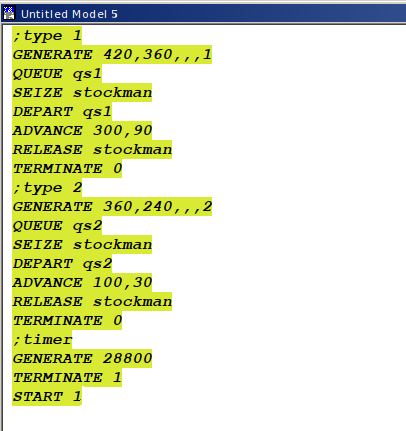 Untitled Model 5
;type 1
GENERATE 420,360,,,1
QUEUE qs1
SEIZE stockman
DEPART qs1
ADVANCE 300,90
RELEASE stockman
TERMINATE 0
;type 2
GENERATE 360,240,,,2
QUEUE qs2
SEIZE stockman
DEPART qs2
ADVANCE 100,30
RELEASE stockman
TERMINATE 0
;timer
GENERATE 28800
TERMINATE 1
START 1